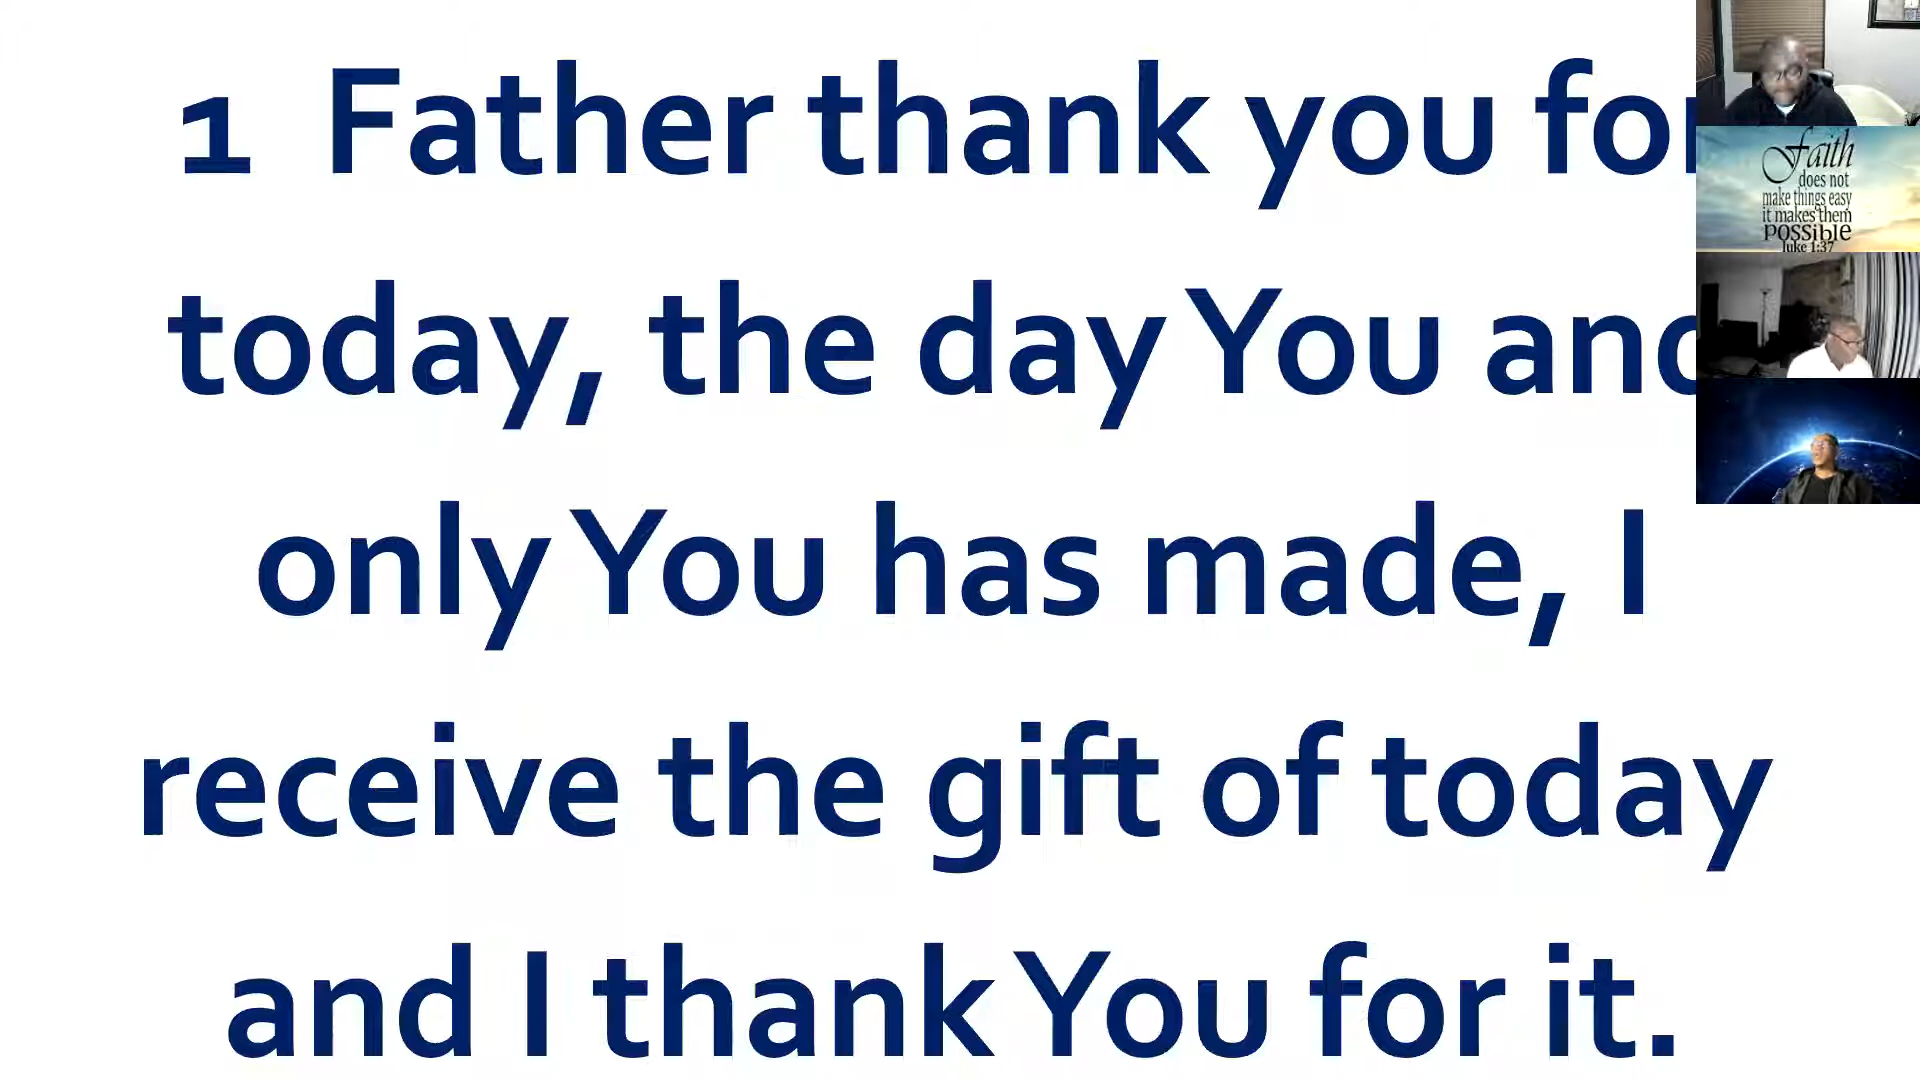 1 Father thank you for
today, the day You and
only You has made, I
receive the gift of today
and I thank You for it.
Faith
does not
make things easy
it makes them
possible
luke 1:37